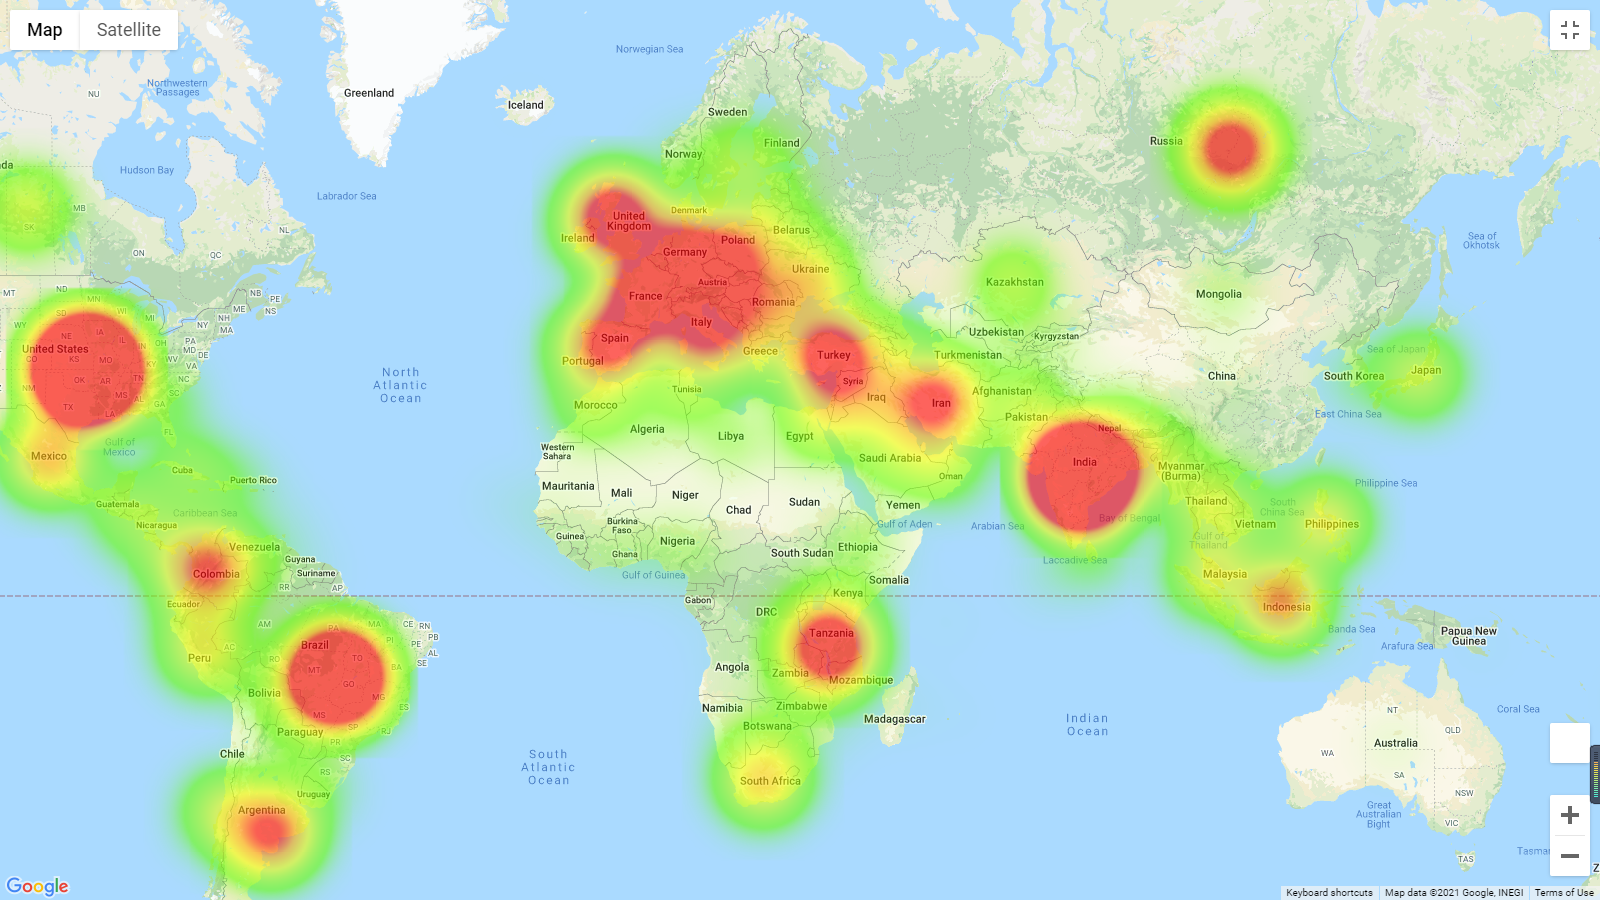 Map
Satellite
Greenland
Iceland
Norwegian Sea
Northwestern
Passages
NU
Hudson Bay
Labrador Sea
Sweden
Finland
Norway
Russia
Sea of
Okhotsk
da
SK
MB
ON
QC
NL
NB
PE
NS
ME
NH
MA
NY
PA
MD
DE
NJ
VA
WV
OH
MI
WI
MN
ND
SD
MT
WY
NE
IA
IL
IN
KY
NC
SC
TN
GA
AL
MS
AR
LA
OK
TX
KS
MO
CO
NM
FL
United States
Denmark
United
Kingdom
Ireland
Poland
Belarus
Germany
Ukraine
Austria
France
Romania
Italy
Spain
Portugal
Greece
Turkey
Syria
Iraq
Iran
Kazakhstan
Mongolia
Uzbekistan
Kyrgyzstan
Turkmenistan
Afghanistan
Pakistan
China
South Korea
Sea of Japan
Japan
East China Sea
North
Atlantic
Ocean
Tunisia
Morocco
Algeria
Libya
Egypt
Western
Sahara
Saudi Arabia
Oman
Yemen
Gulf of Aden
Arabian Sea
Nepal
India
Bay of Bengal
Laccadive Sea
Myanmar
(Burma)
Thailand
Vietnam
Gulf of
Thailand
South
China Sea
Philippines
Philippine Sea
Malaysia
Indonesia
Banda Sea
Arafura Sea
Papua New
Guinea
Mexico
Gulf of
Mexico
Cuba
Puerto Rico
Guatemala
Caribbean Sea
Nicaragua
Venezuela
Guyana
Suriname
Colombia
Ecuador
Peru
Brazil
RR
AP
AM
PA
MA
CE
RN
PB
PE
AL
SE
PI
AC
RO
MT
TO
BA
GO
MG
MS
SP
ES
RJ
SC
RS
Bolivia
Paraguay
Chile
Uruguay
Argentina
South
Atlantic
Ocean
Mauritania
Mali
Niger
Chad
Sudan
Burkina
Faso
Guinea
Ghana
Nigeria
Gulf of Guinea
South Sudan
Ethiopia
Somalia
Kenya
Gabon
DRC
Tanzania
Angola
Zambia
Mozambique
Zimbabwe
Namibia
Botswana
Madagascar
South Africa
Indian
Ocean
Coral Sea
NT
QLD
WA
Australia
SA
NSW
VIC
TAS
Great
Australian
Bight
Tasman
Z
Google
Keyboard shortcuts
Map data ©2021 Google, INEGI
Terms of Use